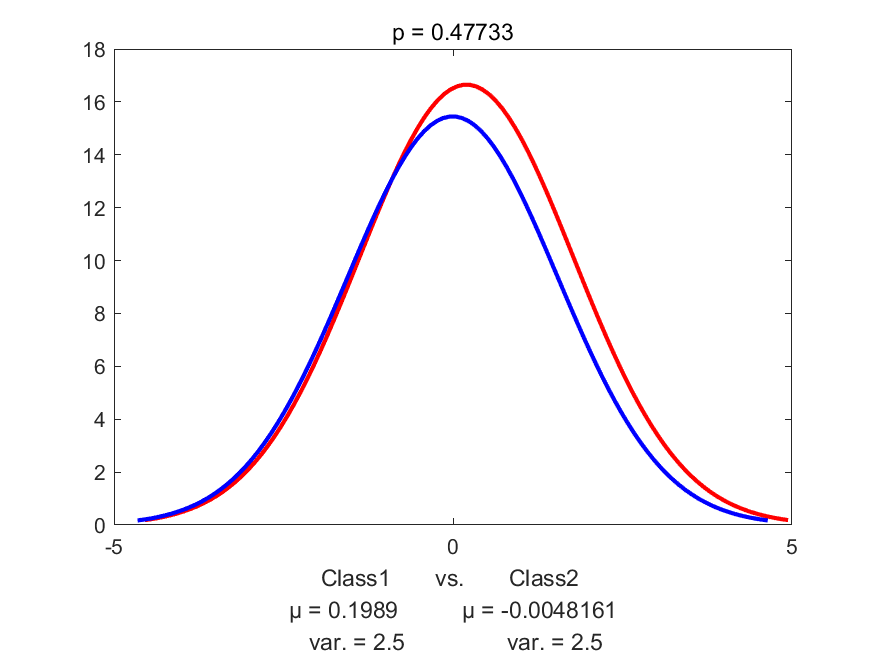 p = 0.47733
18
16
14
12
10
8
6
4
2
0
-5 0 5
Class1 vs. Class2
μ = 0.1989 μ = -0.0048161
var. = 2.5 var. = 2.5